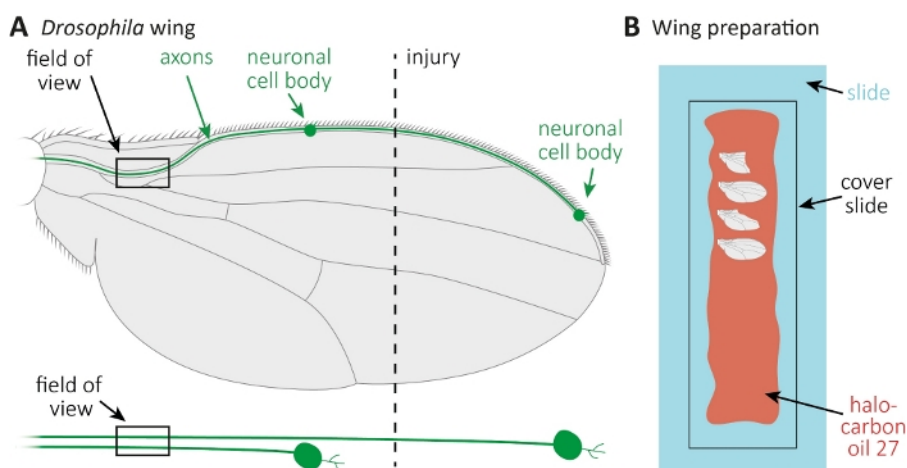 A Drosophila wing
field of
view
axons
neuronal
cell body
injury
neuronal
cell body
field of
view
B Wing preparation
slide
cover
slide
halo-
carbon
oil 27